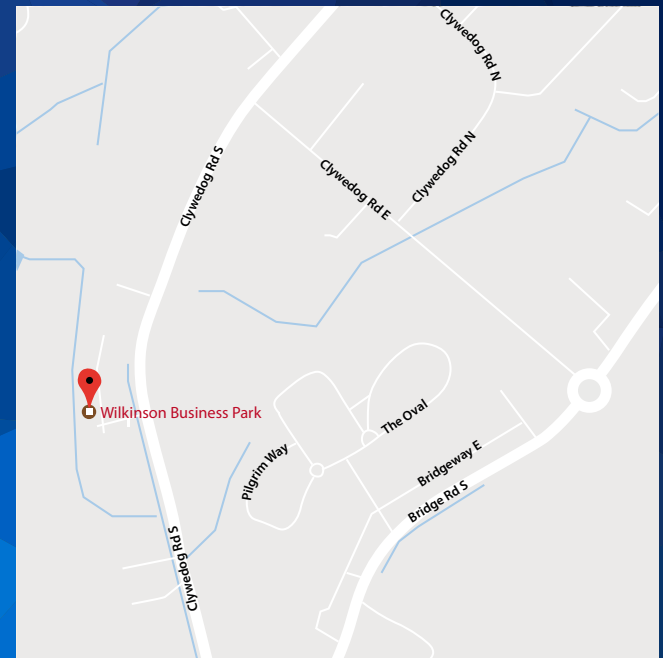 Clywedog Rd N
Clywedog Rd S
Clywedog Rd E
Clywedog Rd N
Wilkinson Business Park
The Oval
Pilgrim Way
Bridgeway E
Bridge Rd S
Clywedog Rd S